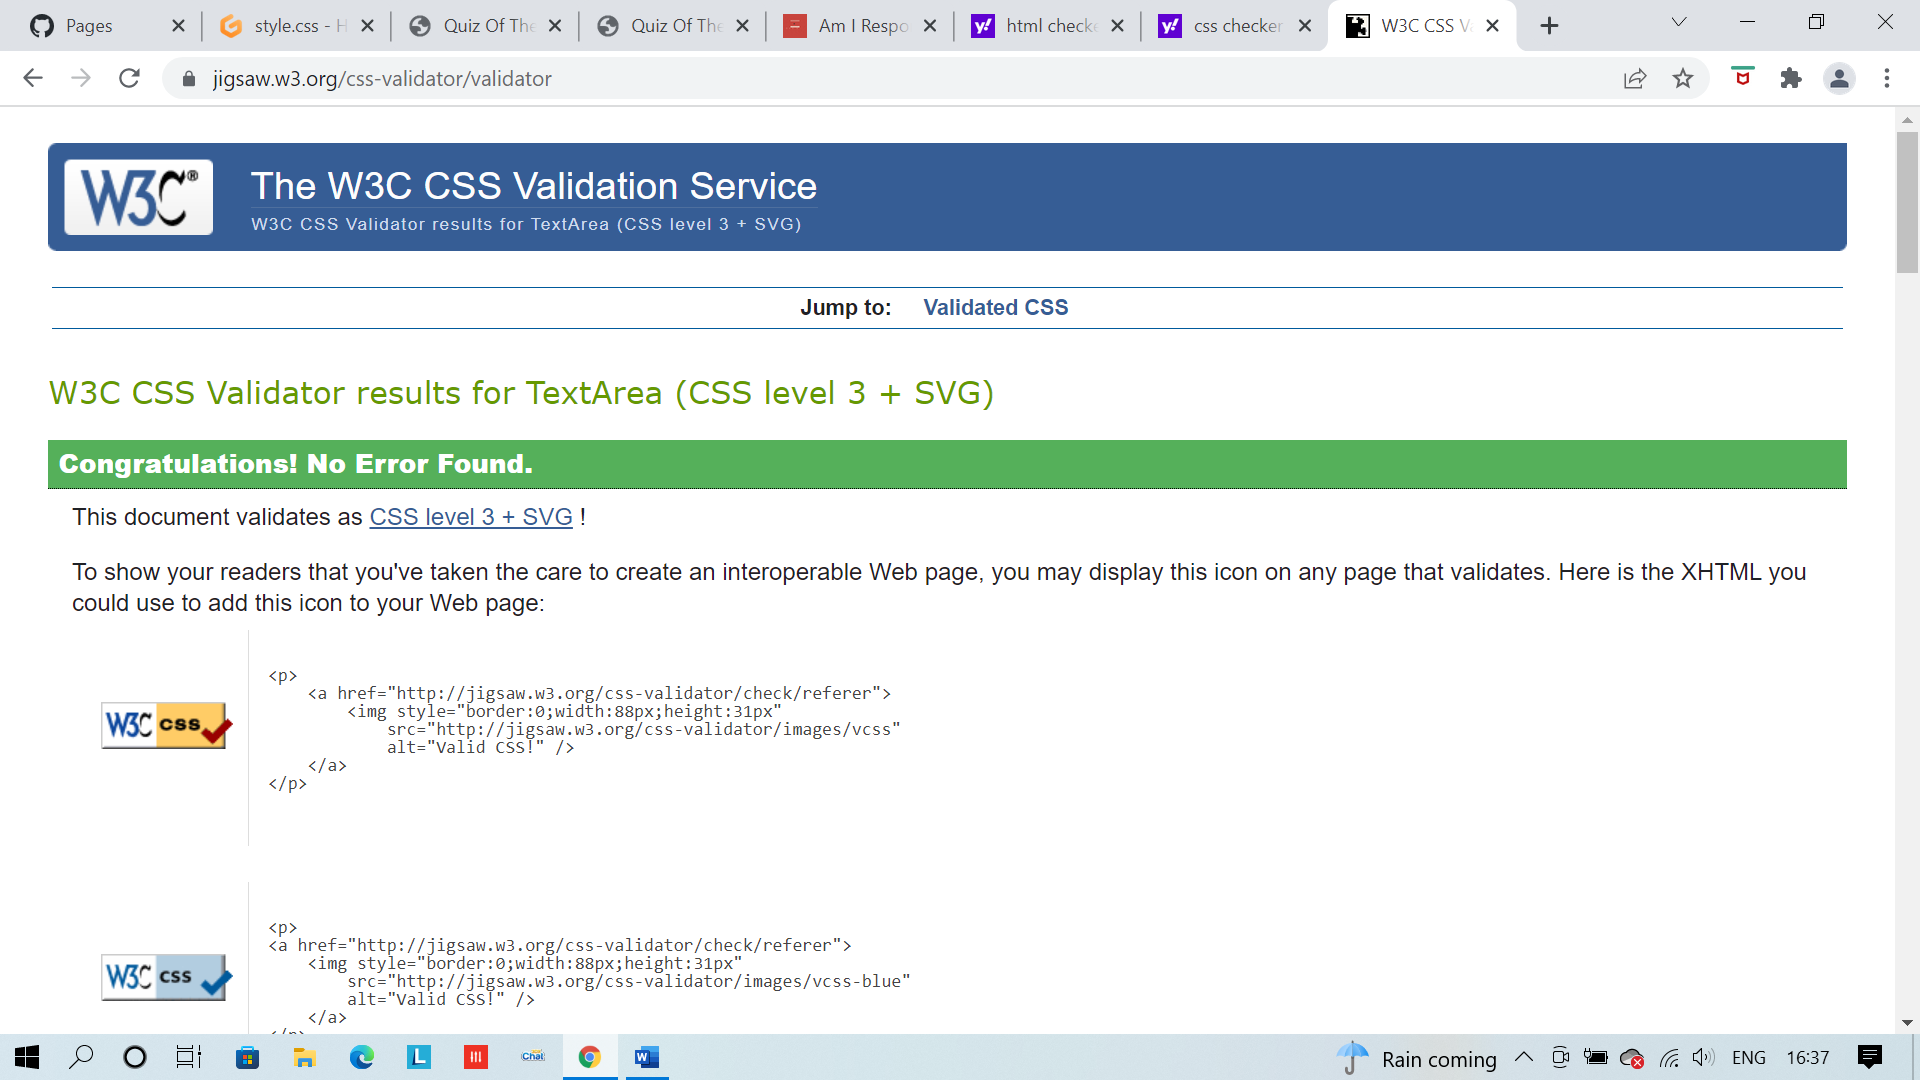 Pages
style.css - H
Quiz Of The
Quiz Of The
Am I Respo
html checke
css checker
W3C CSS V
jigsaw.w3.org/css-validator/validator
W3C®
The W3C CSS Validation Service
W3C CSS Validator results for TextArea (CSS level 3 + SVG)
Jump to: Validated CSS
W3C CSS Validator results for TextArea (CSS level 3 + SVG)
Congratulations! No Error Found.
This document validates as CSS level 3 + SVG !
To show your readers that you've taken the care to create an interoperable Web page, you may display this icon on any page that validates. Here is the XHTML you
could use to add this icon to your Web page:
<p>
<a href="http://jigsaw.w3.org/css-validator/check/referer">
<img style="border:0;width:88px;height:31px"
src="http://jigsaw.w3.org/css-validator/images/vcss"
alt="Valid CSS!" />
</a>
</p>
W3C css
<p>
<a href="http://jigsaw.w3.org/css-validator/check/referer">
<img style="border:0;width:88px;height:31px"
src="http://jigsaw.w3.org/css-validator/images/vcss-blue"
alt="Valid CSS!" />
</a>
W3C css
Rain coming
ENG
16:37